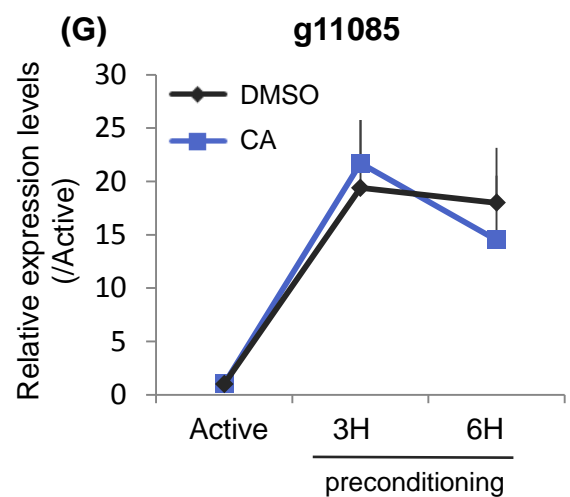 (G) g11085
Relative expression levels
(/Active)
30
25
20
15
10
5
0
DMSO
CA
Active 3H 6H
preconditioning